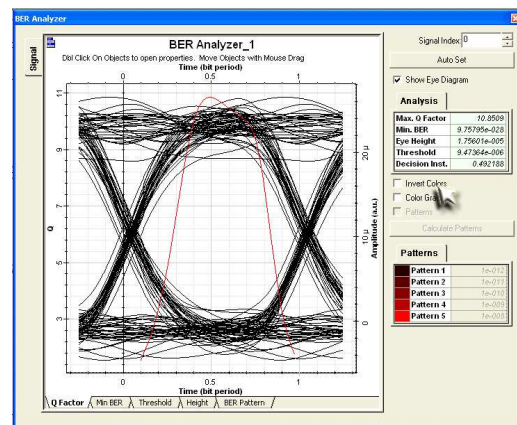 BER Analyzer
Signal
BER Analyzer_1
Dbl Click On Objects to open properties. Move Objects with Mouse Drag
Time (bit period)
0 0.5 1
Q
3 5 7 9 11
Amplitude (a.u.)
0 10 µ 20 µ
0 0.5 1
Time (bit period)
Q Factor Min BER Threshold Height BER Pattern
Signal Index: 0
Auto Set
Show Eye Diagram
Analysis
Max. Q Factor 10.8509
Min. BER 9.75795e-028
Eye Height 1.75601e-005
Threshold 9.47364e-006
Decision Inst. 0.492188
Invert Colors
Color Gra
Patterns
Calculate Patterns
Patterns
Pattern 1 1e-012
Pattern 2 1e-011
Pattern 3 1e-010
Pattern 4 1e-009
Pattern 5 1e-008